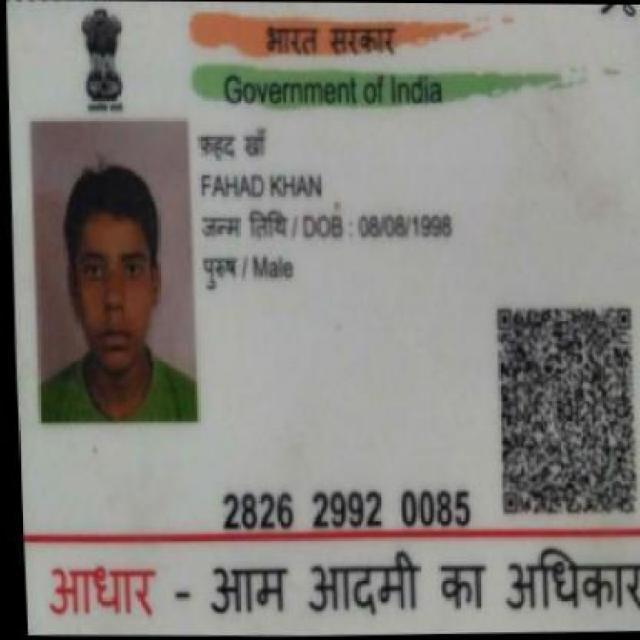 भारत सरकार
Government of India
फहद खाँ
FAHAD KHAN
जन्म तिथि / DOB : 08/08/1998
पुरुष / Male
2826 2992 0085
आधार - आम आदमी का अधिकार